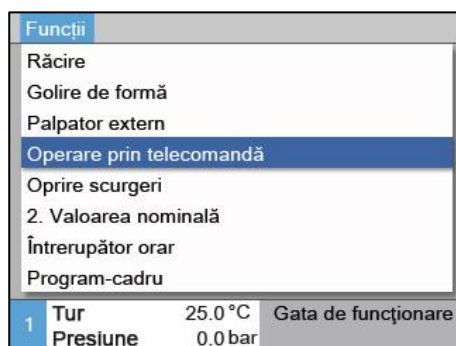 Funcții
Răcire
Golire de formă
Palpator extern
Operare prin telecomandă
Oprire scurgeri
2. Valoarea nominală
Întrerupător orar
Program-cadru
1 Tur 25.0 °C Gata de funcţionare
Presiune 0.0 bar